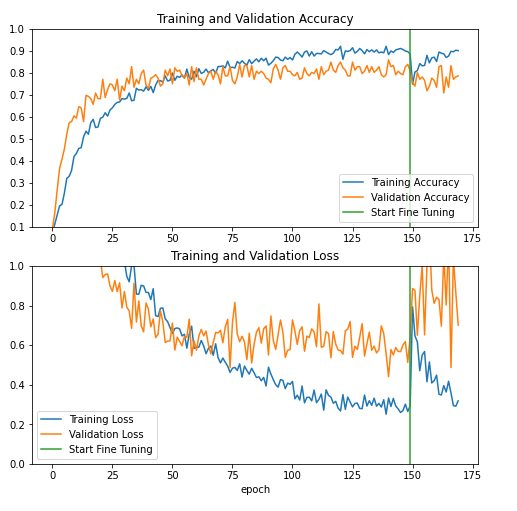 Training and Validation Accuracy
1.0
0.9
0.8
0.7
0.6
0.5
0.4
0.3
0.2
0.1
Training Accuracy
Validation Accuracy
Start Fine Tuning
0 25 50 75 100 125 150 175
Training and Validation Loss
1.0
0.8
0.6
0.4
0.2
0.0
Training Loss
Validation Loss
Start Fine Tuning
0 25 50 75 100 125 150 175
epoch